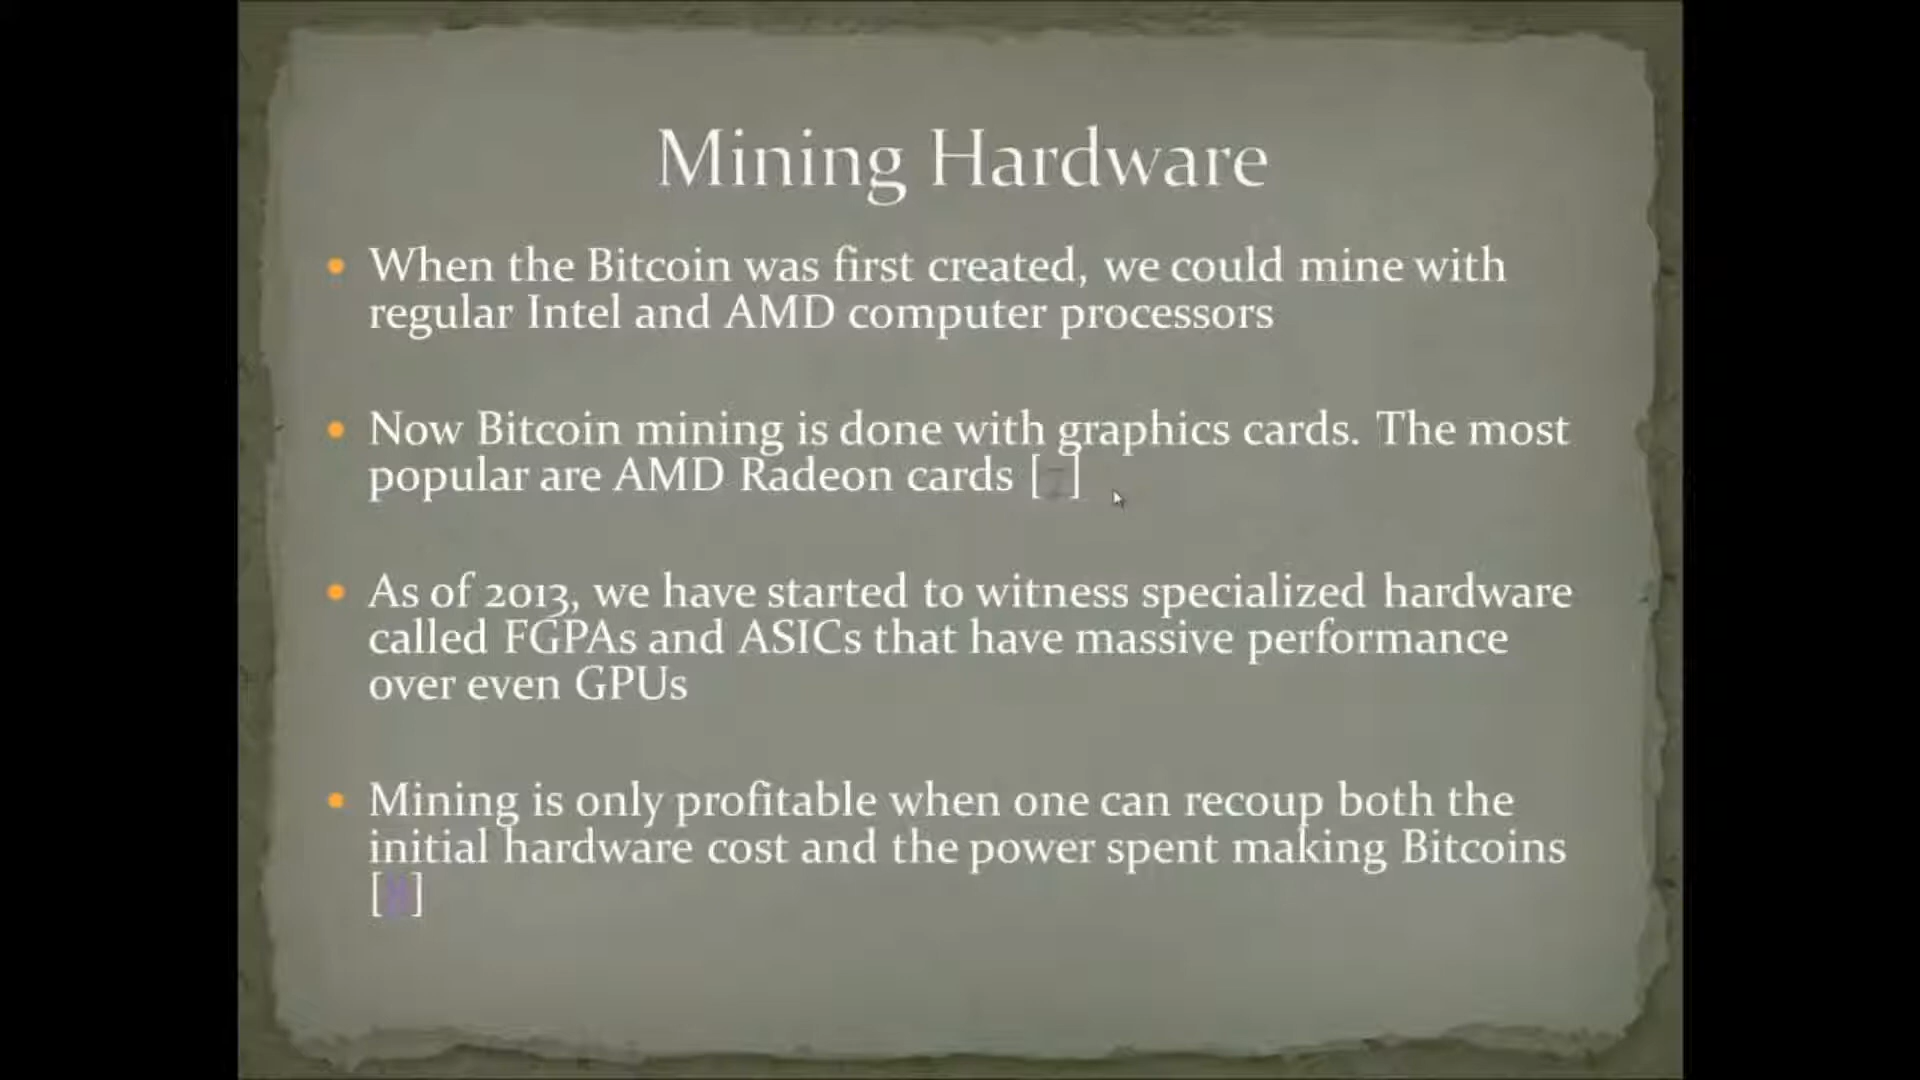 Mining Hardware
• When the Bitcoin was first created, we could mine with
regular Intel and AMD computer processors
• Now Bitcoin mining is done with graphics cards. The most
popular are AMD Radeon cards [ ]
• As of 2013, we have started to witness specialized hardware
called FGPAs and ASICs that have massive performance
over even GPUs
• Mining is only profitable when one can recoup both the
initial hardware cost and the power spent making Bitcoins
[ ]